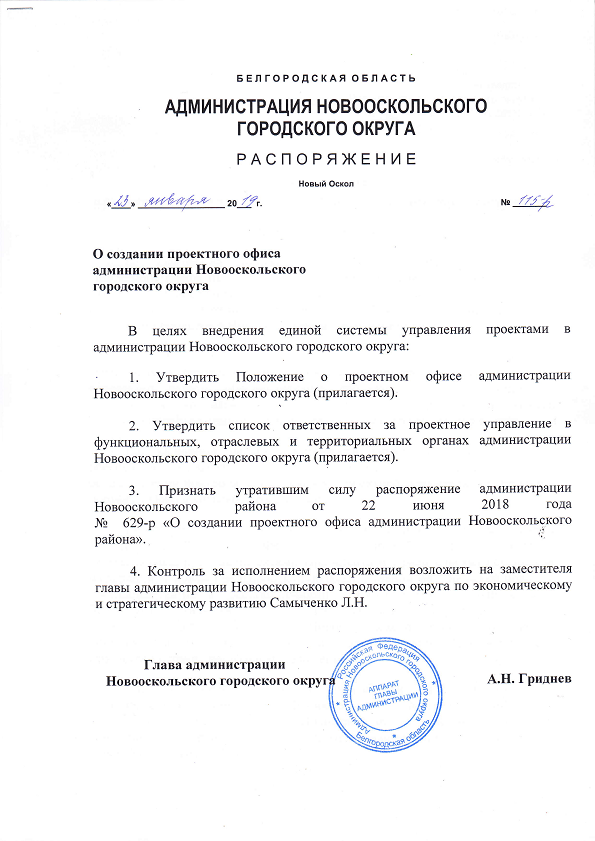 БЕЛГОРОДСКАЯ ОБЛАСТЬ
АДМИНИСТРАЦИЯ НОВООСКОЛЬСКОГО
ГОРОДСКОГО ОКРУГА
РАСПОРЯЖЕНИЕ
Новый Оскол
«23» января 2019 г. № 115-р
О создании проектного офиса
администрации Новооскольского
городского округа
В целях внедрения единой системы управления проектами в
администрации Новооскольского городского округа:
1. Утвердить Положение о проектном офисе администрации
Новооскольского городского округа (прилагается).
2. Утвердить список ответственных за проектное управление в
функциональных, отраслевых и территориальных органах администрации
Новооскольского городского округа (прилагается).
3. Признать утратившим силу распоряжение администрации
Новооскольского района от 22 июня 2018 года
№ 629-р «О создании проектного офиса администрации Новооскольского
района».
4. Контроль за исполнением распоряжения возложить на заместителя
главы администрации Новооскольского городского округа по экономическому
и стратегическому развитию Самыченко Л.Н.
Глава администрации
Новооскольского городского округа А.Н. Гриднев
Российская Федерация
Администрация Новооскольского городского округа
Белгородская область
АППАРАТ
ГЛАВЫ
АДМИНИСТРАЦИИ